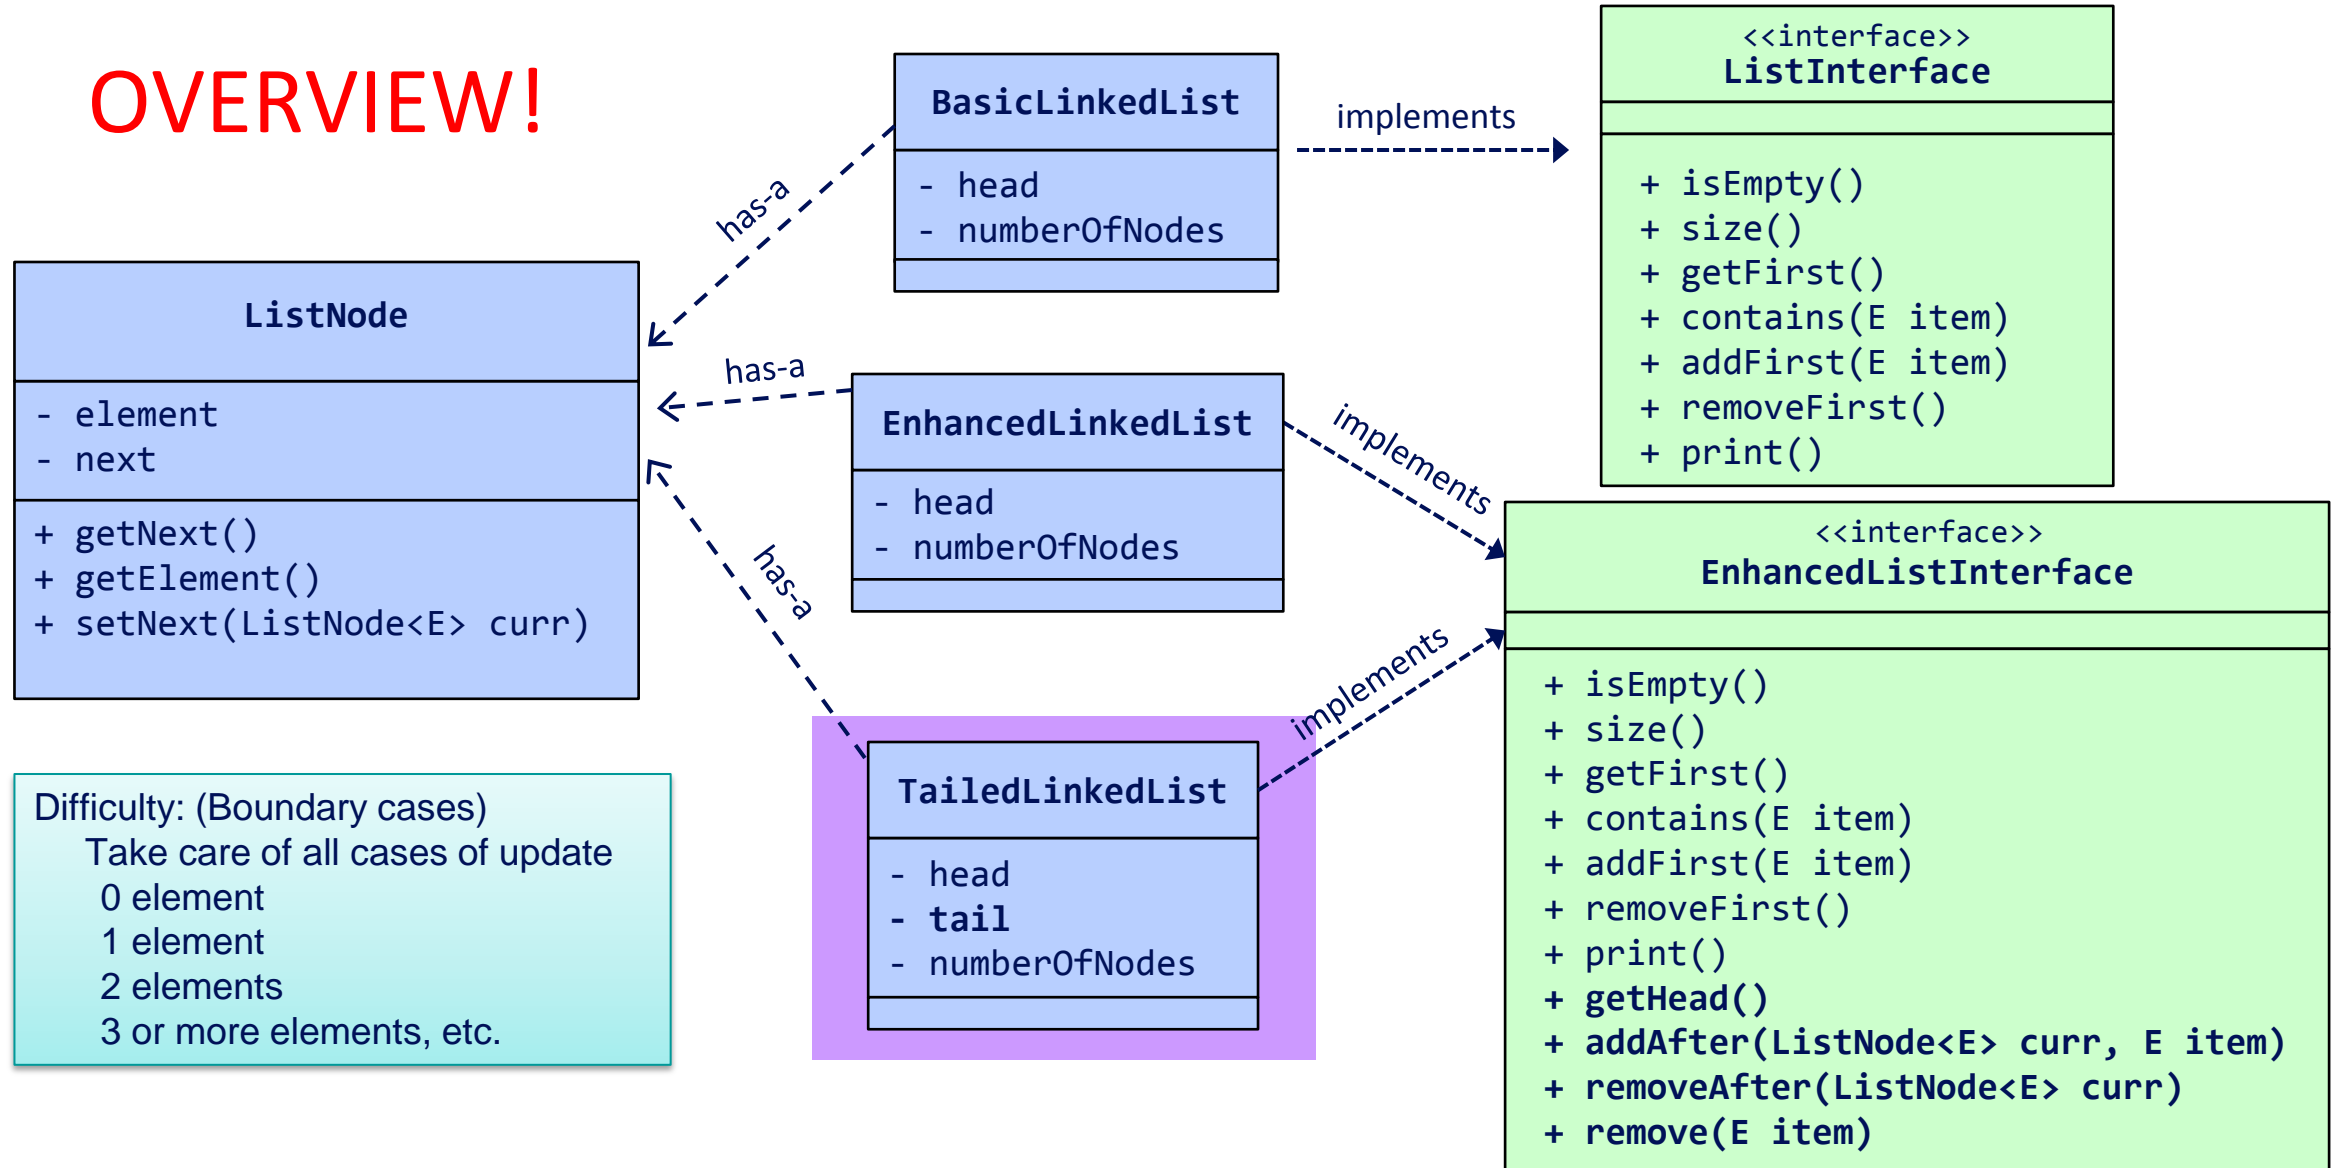 OVERVIEW!
BasicLinkedList
- head
- numberOfNodes
implements
<<interface>>
ListInterface
+ isEmpty()
+ size()
+ getFirst()
+ contains(E item)
+ addFirst(E item)
+ removeFirst()
+ print()
has-a
ListNode
- element
- next
+ getNext()
+ getElement()
+ setNext(ListNode<E> curr)
has-a
EnhancedLinkedList
- head
- numberOfNodes
implements
<<interface>>
EnhancedListInterface
+ isEmpty()
+ size()
+ getFirst()
+ contains(E item)
+ addFirst(E item)
+ removeFirst()
+ print()
+ getHead()
+ addAfter(ListNode<E> curr, E item)
+ removeAfter(ListNode<E> curr)
+ remove(E item)
has-a
implements
TailedLinkedList
- head
- tail
- numberOfNodes
Difficulty: (Boundary cases)
Take care of all cases of update
0 element
1 element
2 elements
3 or more elements, etc.